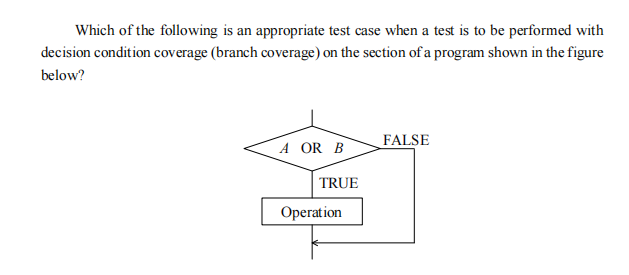 Which of the following is an appropriate test case when a test is to be performed with
decision condition coverage (branch coverage) on the section of a program shown in the figure
below?
A OR B
FALSE
TRUE
Operation